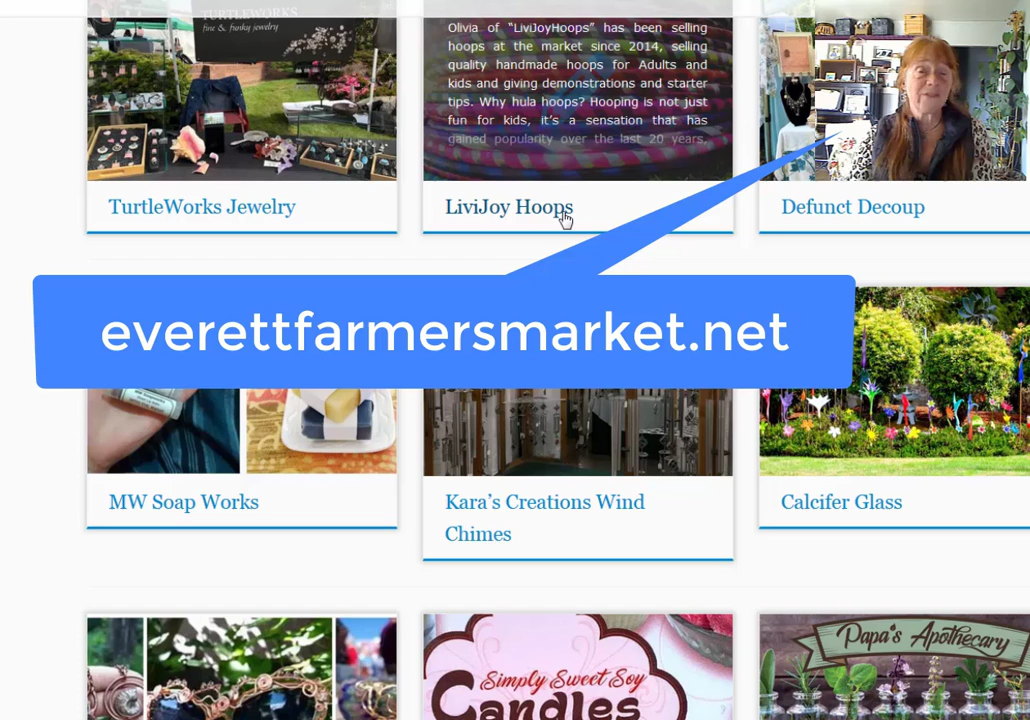 TURTLEWORKS
fine & funky jewelry
Olivia of “LiviJoyHoops” has been selling
hoops at the market since 2014, selling
quality handmade hoops for Adults and
kids and giving demonstrations and starter
tips. Why hula hoops? Hooping is not just
fun for kids, it’s a sensation that has
gained popularity over the last 20 years,
TurtleWorks Jewelry
LiviJoy Hoops
Defunct Decoup
everettfarmersmarket.net
MW Soap Works
Kara’s Creations Wind
Chimes
Calcifer Glass
Simply Sweet Soy
Candles
Papa's Apothecary